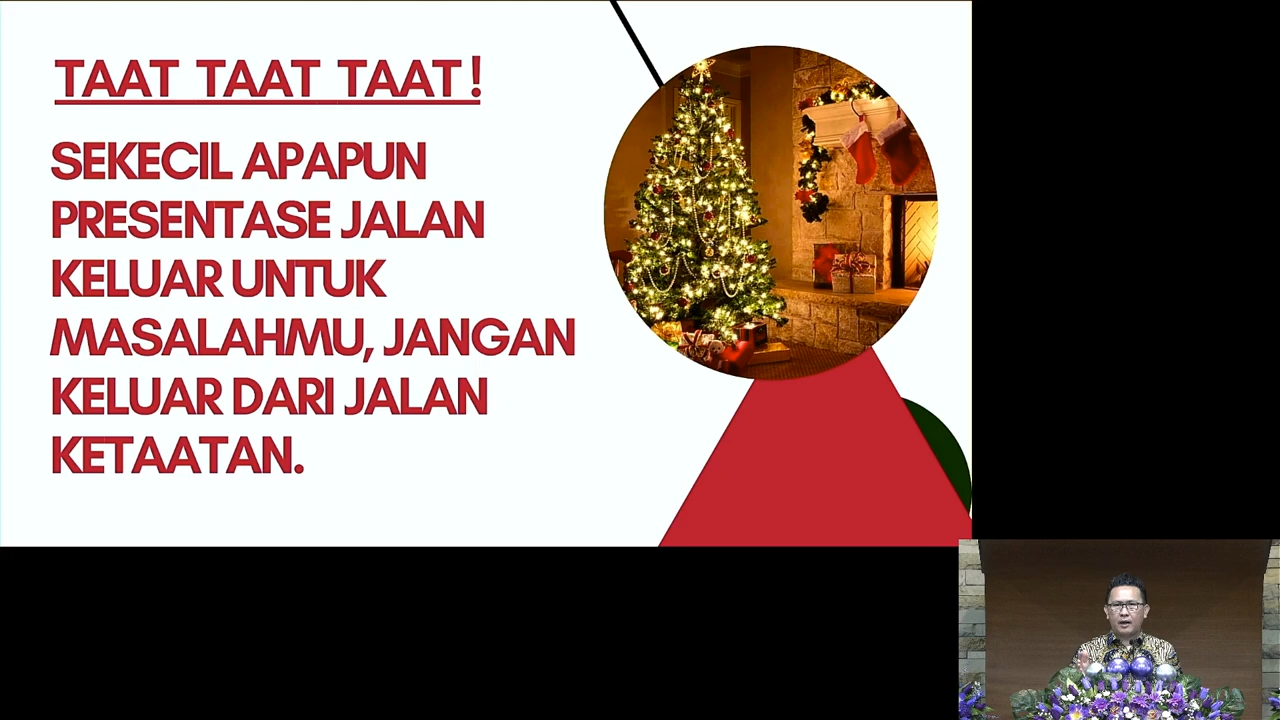 TAAT TAAT TAAT!
SEKECIL APAPUN
PRESENTASE JALAN
KELUAR UNTUK
MASALAHMU, JANGAN
KELUAR DARI JALAN
KETAATAN.